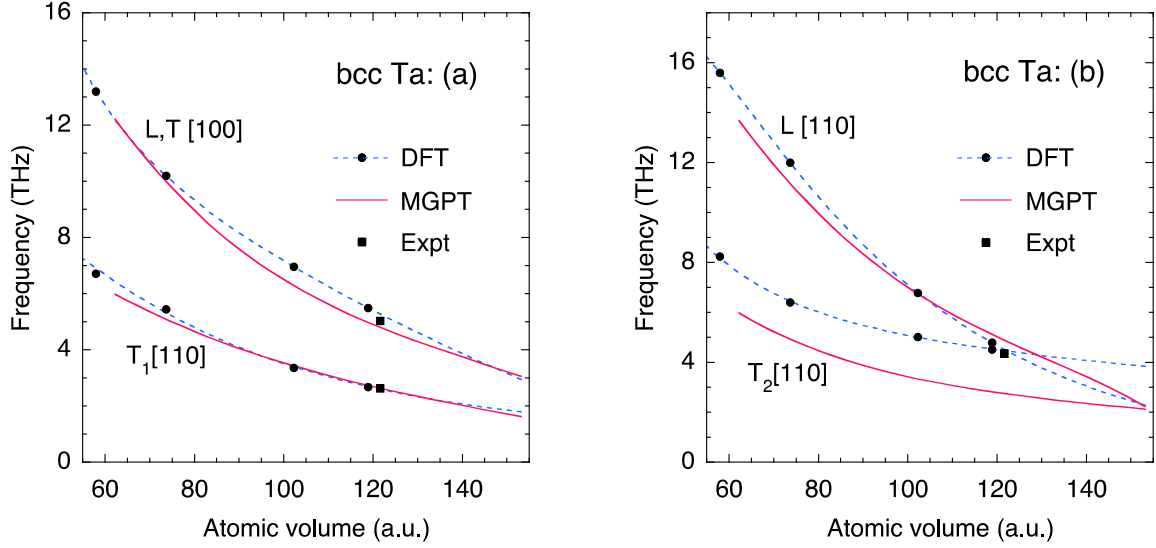 16
12
8
4
0
Frequency (THz)
bcc Ta: (a)
L,T [100]
DFT
MGPT
Expt
T1[110]
60 80 100 120 140
Atomic volume (a.u.)
16
12
8
4
0
Frequency (THz)
bcc Ta: (b)
L [110]
DFT
MGPT
Expt
T2[110]
60 80 100 120 140
Atomic volume (a.u.)